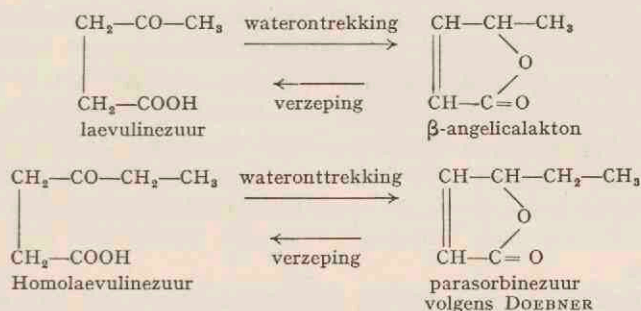 CH₂—CO—CH₃ waterontrekking CH—CH—CH₃
O
CH₂—COOH verzeping CH—C=O
laevulinezuur β-angelicalakton
CH₂—CO—CH₂—CH₃ wateronttrekking CH—CH—CH₂—CH₃
O
CH₂—COOH verzeping CH—C= O
Homolaevulinezuur parasorbinezuur
volgens DOEBNER